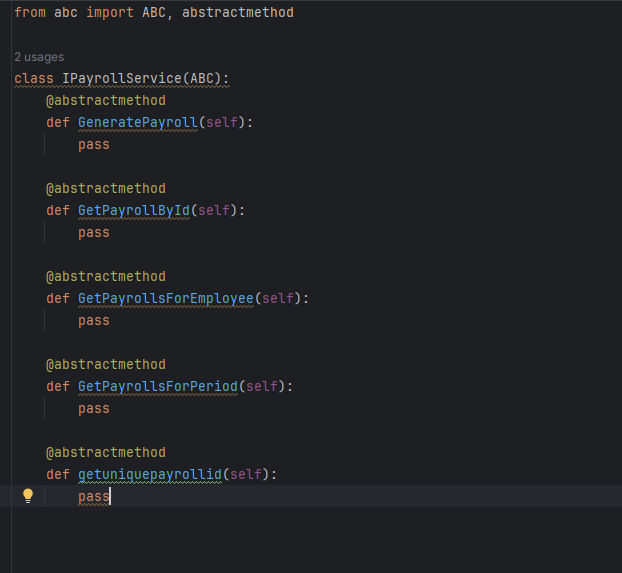 from abc import ABC, abstractmethod
2 usages
class IPayrollService(ABC):
    @abstractmethod
    def GeneratePayroll(self):
        pass
    @abstractmethod
    def GetPayrollById(self):
        pass
    @abstractmethod
    def GetPayrollsForEmployee(self):
        pass
    @abstractmethod
    def GetPayrollsForPeriod(self):
        pass
    @abstractmethod
    def getuniquepayrollid(self):
        pass